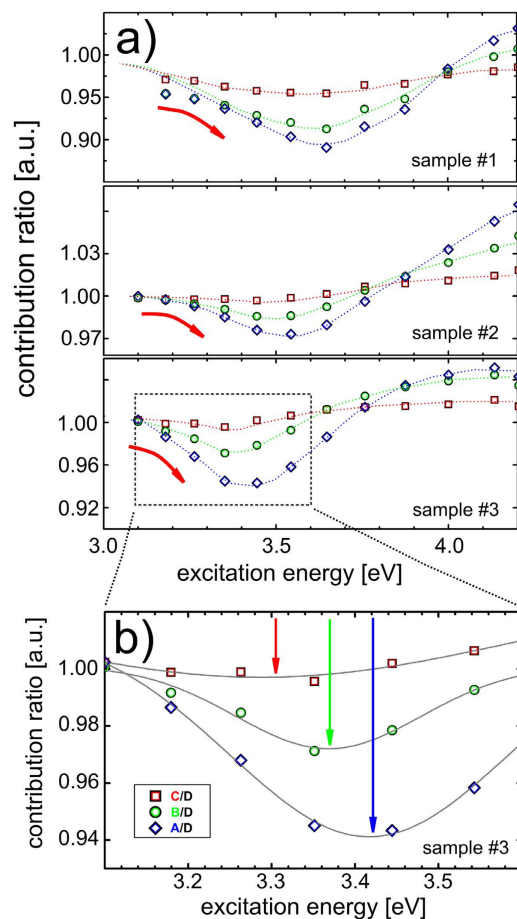 a)
contribution ratio [a.u.]
1.00
0.95
0.90
sample #1
1.03
1.00
0.97
sample #2
1.00
0.96
0.92
sample #3
3.0 3.5 4.0
excitation energy [eV]
b)
contribution ratio [a.u.]
1.00
0.98
0.96
0.94
C/D
B/D
A/D
sample #3
3.2 3.3 3.4 3.5
excitation energy [eV]